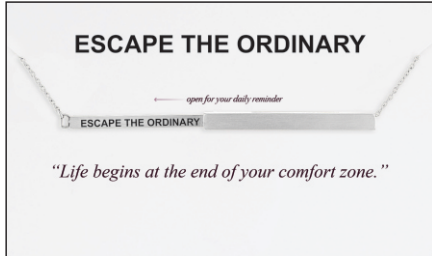 ESCAPE THE ORDINARY
open for your daily reminder
ESCAPE THE ORDINARY
“Life begins at the end of your comfort zone.”